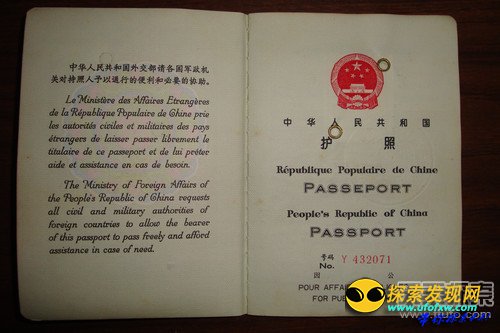 中华人民共和国外交部请各国军政机
关对持照人予以通行的便利和必要的协助。
Le Ministère des Affaires Etrangères
de la République Populaire de Chine prie
les autorités civiles et militaires des pays
étrangers de laisser passer librement le
titulaire de ce passeport et de lui prêter
aide et assistance en cas de besoin.
The Ministry of Foreign Affairs of
the People's Republic of China requests
all civil and military authorities of
foreign countries to allow the bearer
of this passport to pass freely and afford
assistance in case of need.
中华人民共和国
护照
République Populaire de Chine
PASSEPORT
People's Republic of China
PASSPORT
号码
No. Y 432071
因 公
POUR AFFAI
FOR PU
探索发现网
www.ufofxw.com